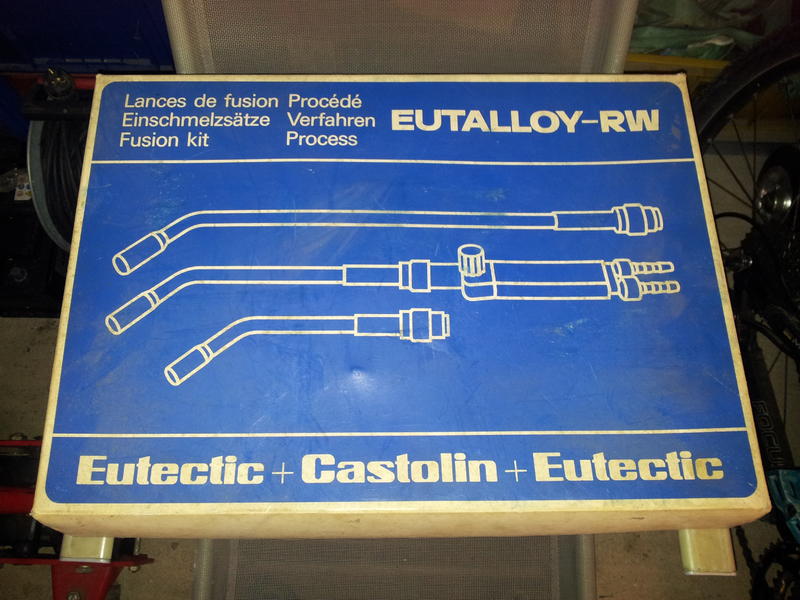 Lances de fusion Procédé
Einschmelzsätze Verfahren EUTALLOY-RW
Fusion kit Process
Eutectic + Castolin + Eutectic